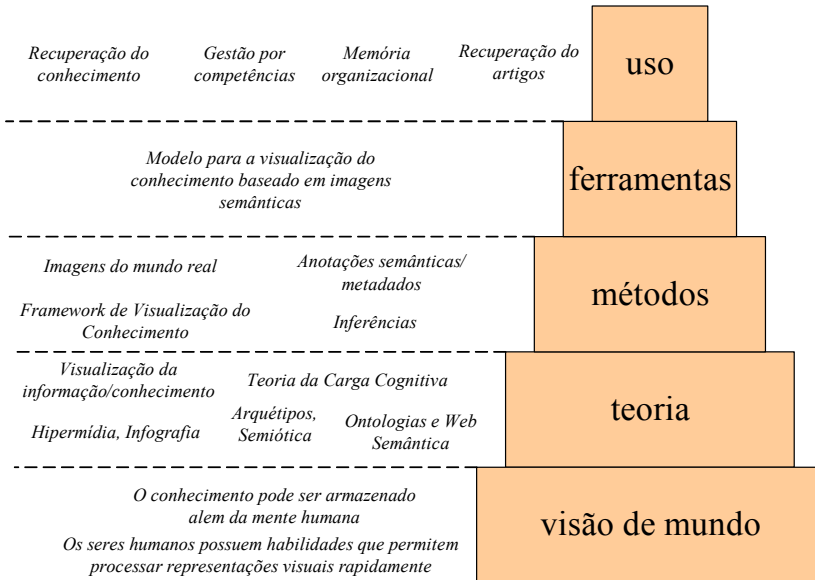 Recuperação do
conhecimento
Gestão por
competências
Memória
organizacional
Recuperação do
artigos
uso
Modelo para a visualização do
conhecimento baseado em imagens
semânticas
ferramentas
Imagens do mundo real
Anotações semânticas/
metadados
Framework de Visualização do
Conhecimento
Inferências
métodos
Visualização da
informação/conhecimento
Teoria da Carga Cognitiva
Hipermídia, Infografia
Arquétipos,
Semiótica
Ontologias e Web
Semântica
teoria
O conhecimento pode ser armazenado
alem da mente humana
Os seres humanos possuem habilidades que permitem
processar representações visuais rapidamente
visão de mundo